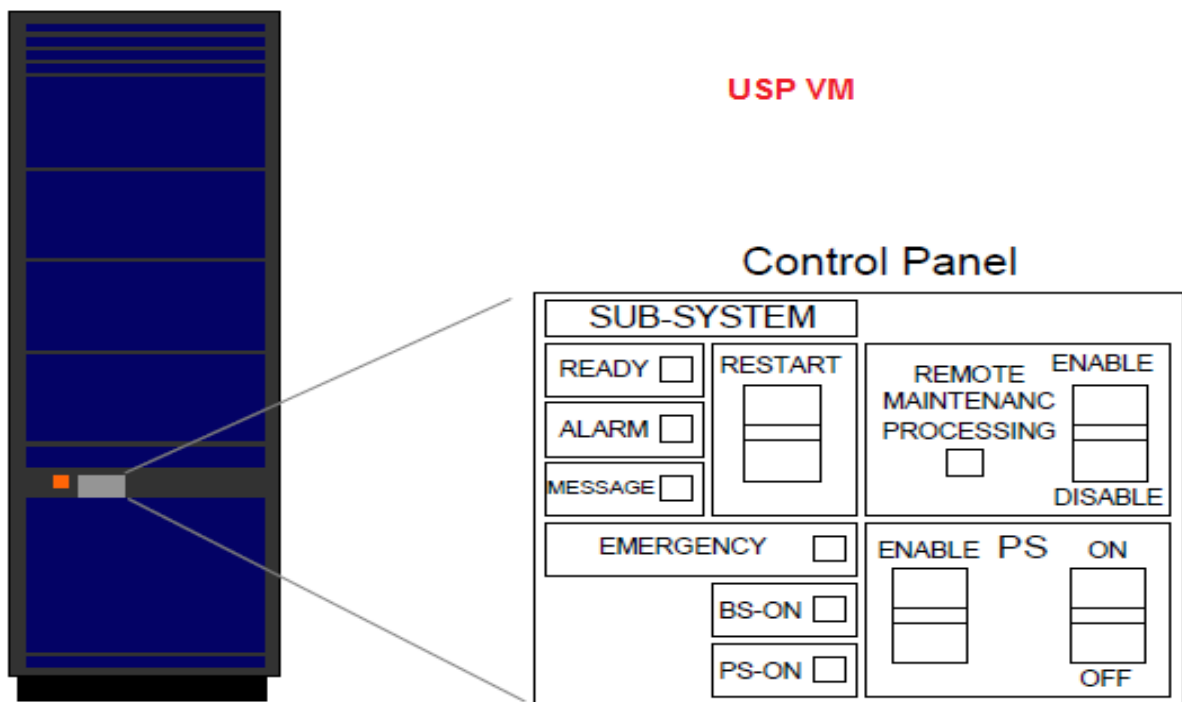 USP VM
Control Panel
SUB-SYSTEM
READY
RESTART
REMOTE
MAINTENANC
PROCESSING
ENABLE
DISABLE
ALARM
MESSAGE
EMERGENCY
ENABLE PS ON
OFF
BS-ON
PS-ON